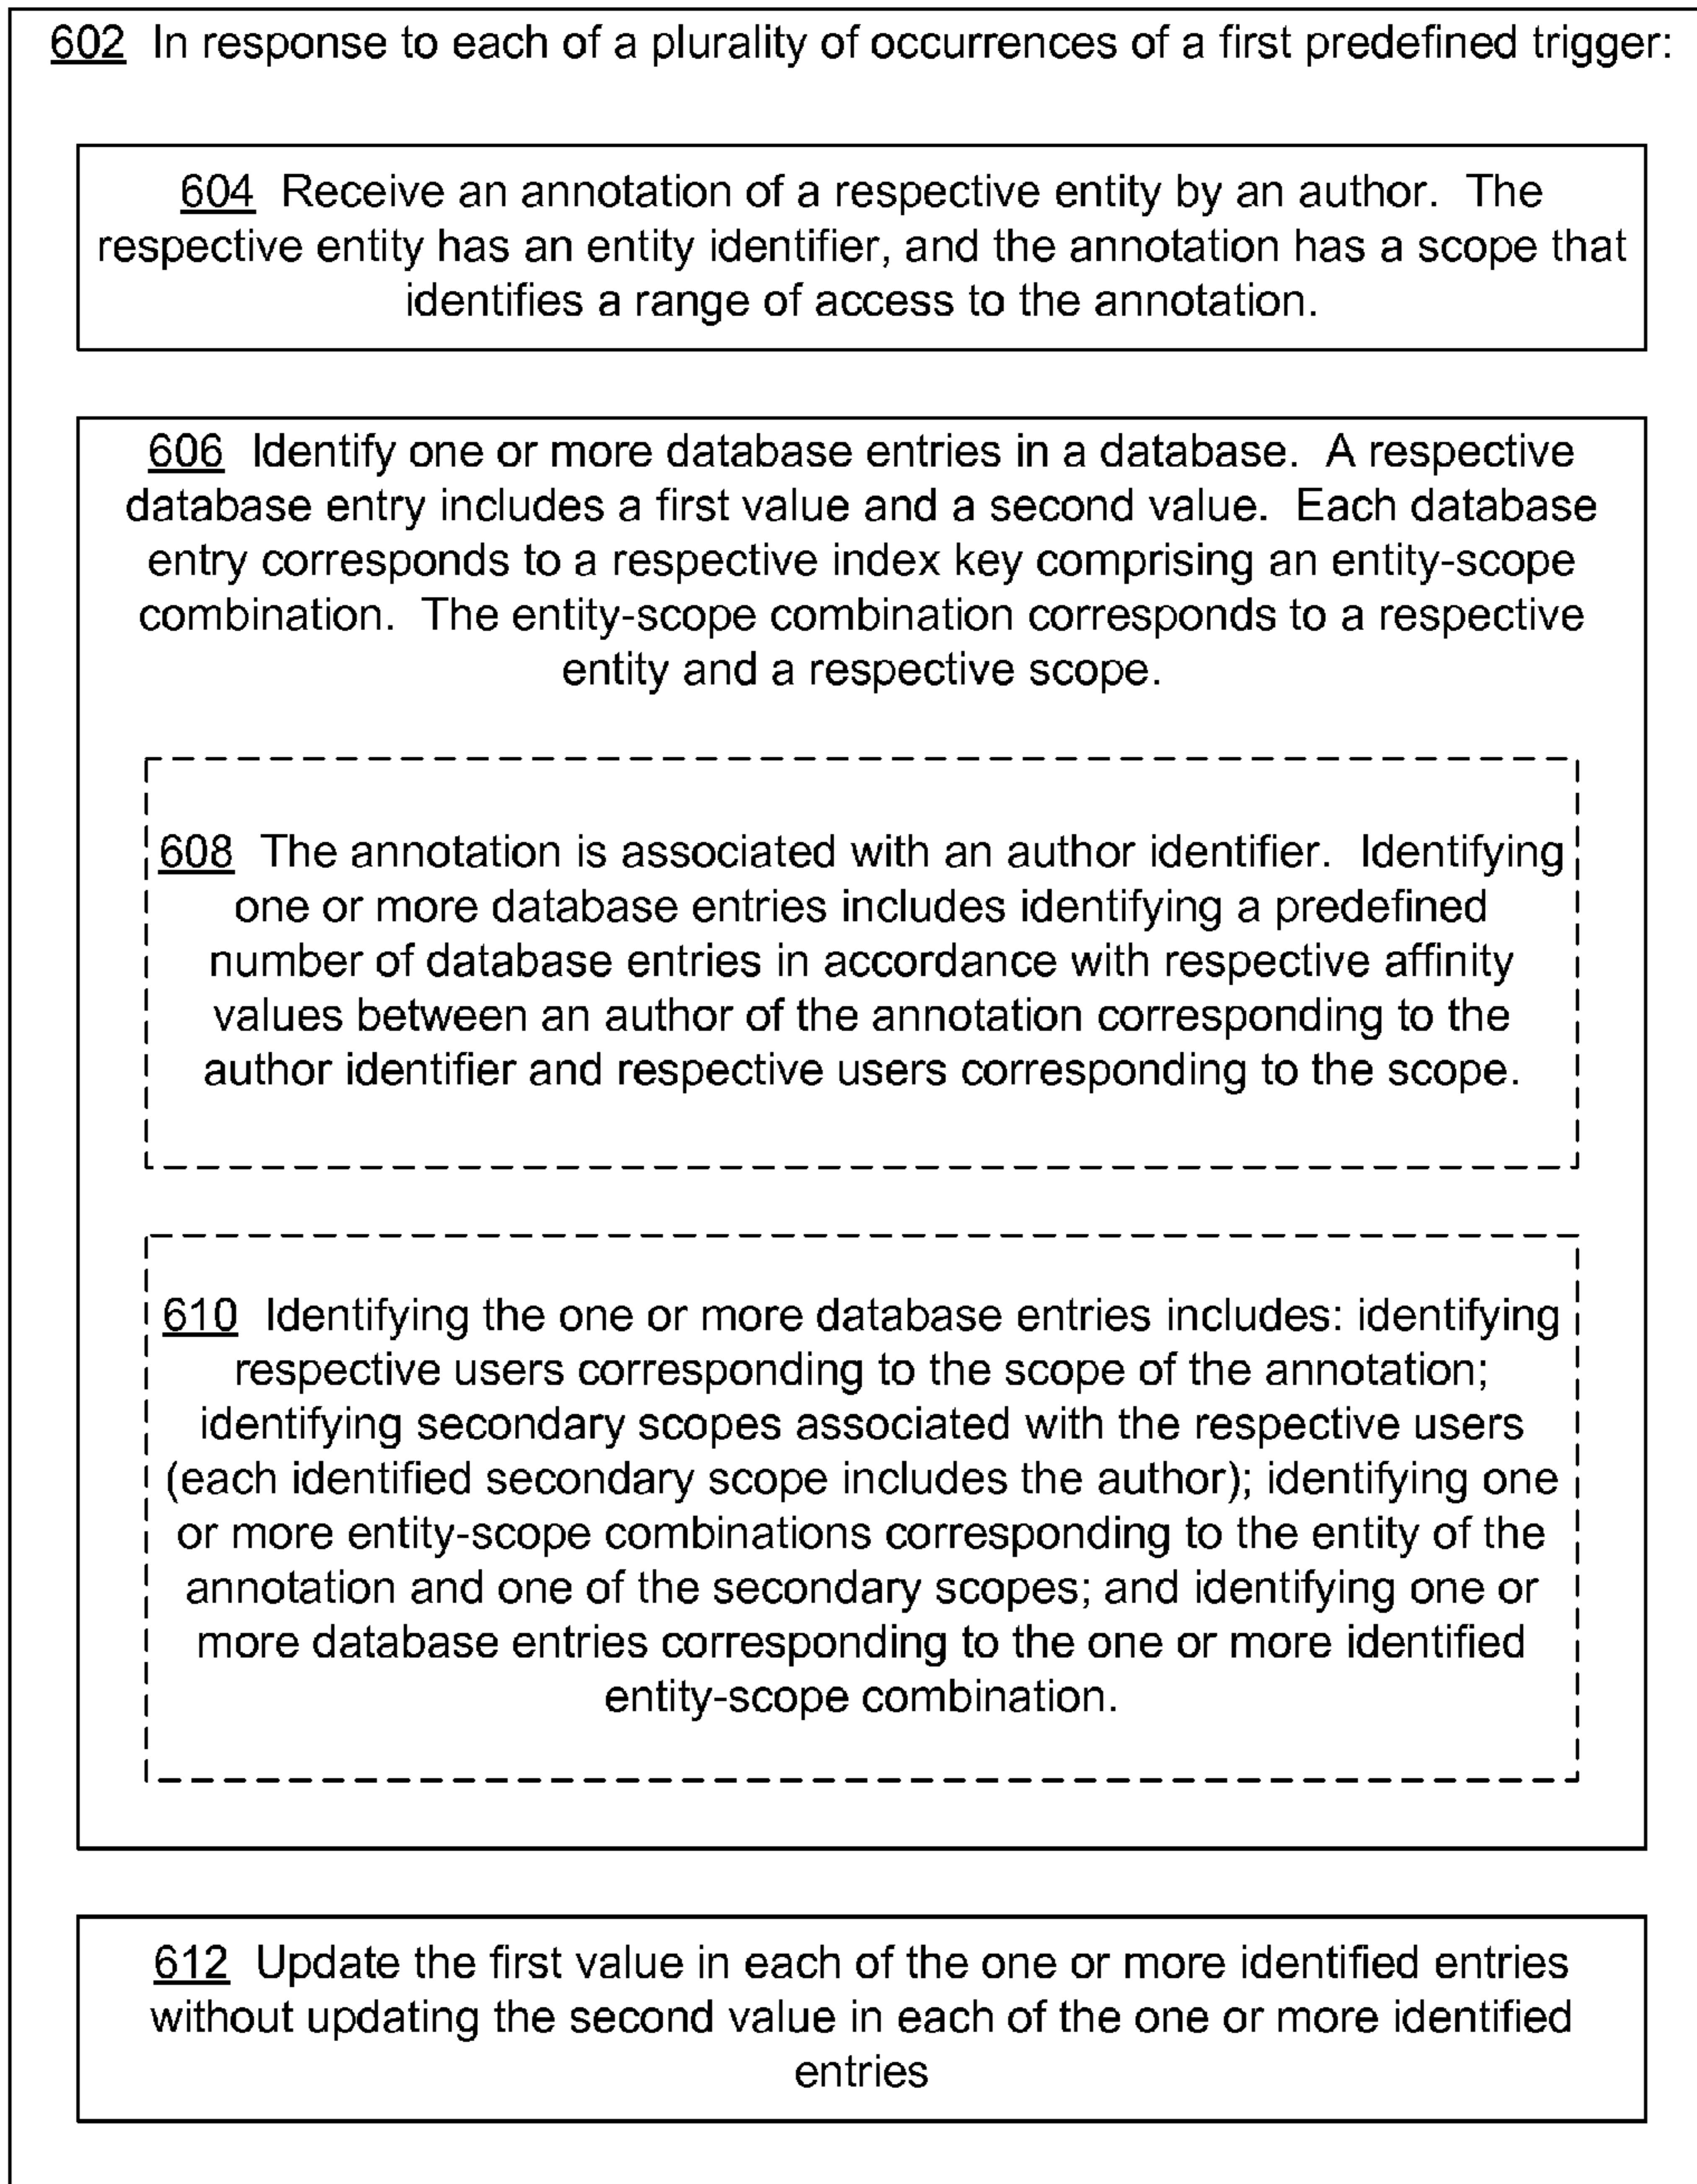 602 In response to each of a plurality of occurrences of a first predefined trigger:
604 Receive an annotation of a respective entity by an author. The
respective entity has an entity identifier, and the annotation has a scope that
identifies a range of access to the annotation.
606 Identify one or more database entries in a database. A respective
database entry includes a first value and a second value. Each database
entry corresponds to a respective index key comprising an entity-scope
combination. The entity-scope combination corresponds to a respective
entity and a respective scope.
608 The annotation is associated with an author identifier. Identifying
one or more database entries includes identifying a predefined
number of database entries in accordance with respective affinity
values between an author of the annotation corresponding to the
author identifier and respective users corresponding to the scope.
610 Identifying the one or more database entries includes: identifying
respective users corresponding to the scope of the annotation;
identifying secondary scopes associated with the respective users
(each identified secondary scope includes the author); identifying one
or more entity-scope combinations corresponding to the entity of the
annotation and one of the secondary scopes; and identifying one or
more database entries corresponding to the one or more identified
entity-scope combination.
612 Update the first value in each of the one or more identified entries
without updating the second value in each of the one or more identified
entries